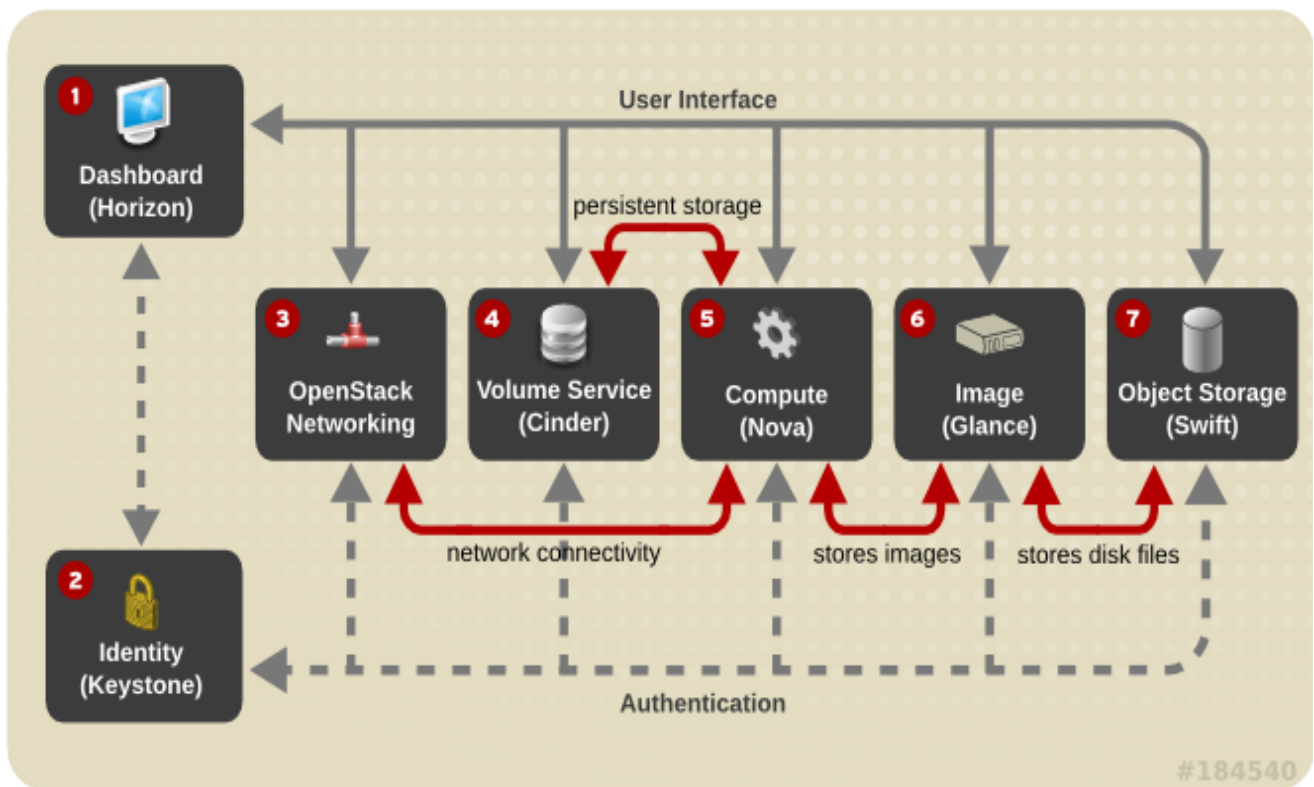 1
Dashboard
(Horizon)
User Interface
persistent storage
3
OpenStack
Networking
4
Volume Service
(Cinder)
5
Compute
(Nova)
6
Image
(Glance)
7
Object Storage
(Swift)
network connectivity
stores images
stores disk files
2
Identity
(Keystone)
Authentication
#184540